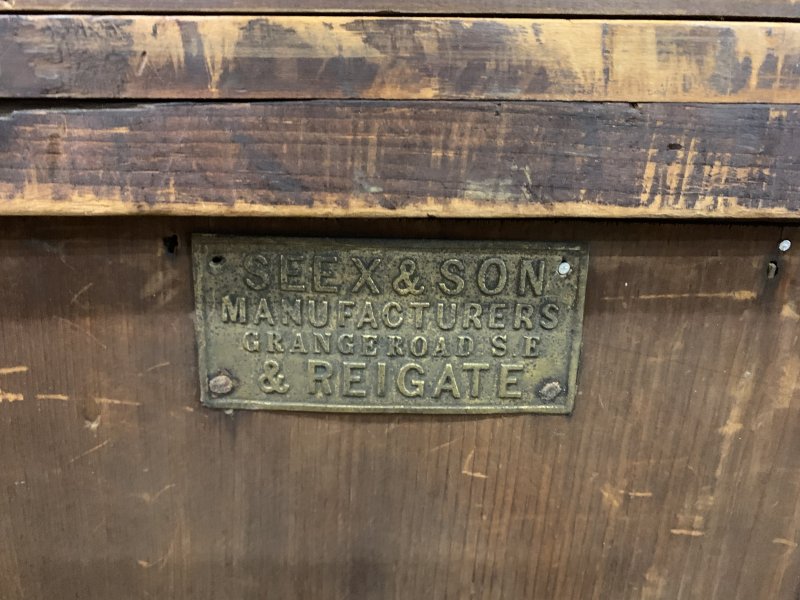 SEEX & SON
MANUFACTURERS
GRANGE ROAD S.E
& REIGATE